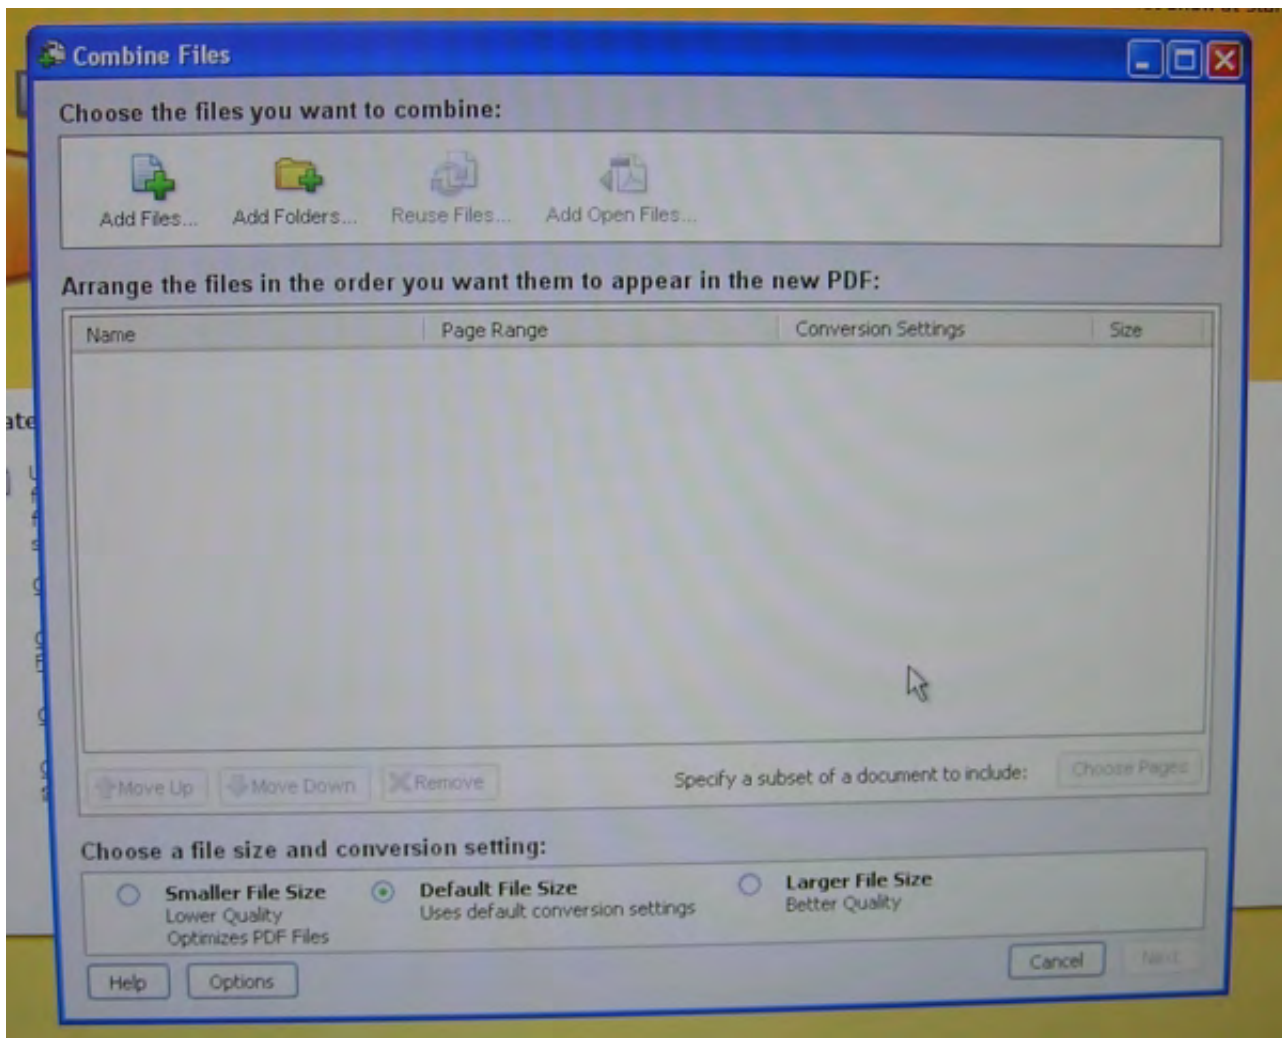 Combine Files
Choose the files you want to combine:
Add Files...
Add Folders...
Reuse Files...
Add Open Files...
Arrange the files in the order you want them to appear in the new PDF:
Name
Page Range
Conversion Settings
Size
Move Up
Move Down
Remove
Specify a subset of a document to include:
Choose Pages
Choose a file size and conversion setting:
Smaller File Size
Lower Quality
Optimizes PDF Files
Default File Size
Uses default conversion settings
Larger File Size
Better Quality
Help
Options
Cancel
Next